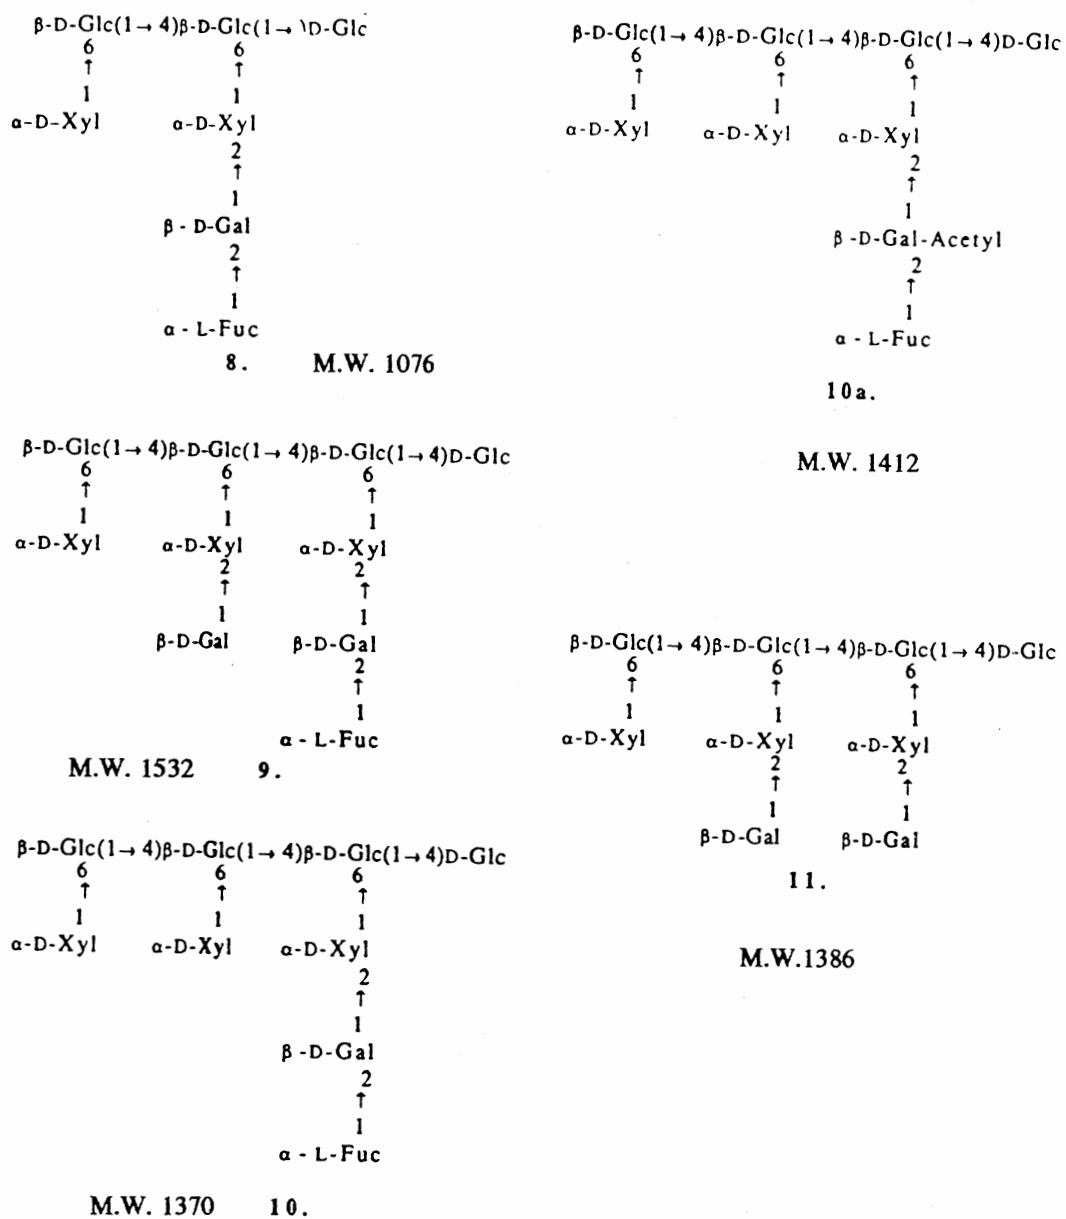 β-D-Glc(1→ 4)β-D-Glc(1→ D-Glc
6 6
↑ ↑
1 1
α-D-Xyl α-D-Xyl
2
↑
1
β - D-Gal
2
↑
1
α - L-Fuc
8. M.W. 1076
β-D-Glc(1→ 4)β-D-Glc(1→ 4)β-D-Glc(1→ 4)D-Glc
6 6 6
↑ ↑ ↑
1 1 1
α-D-Xyl α-D-Xyl α-D-Xyl
2
↑
1
β -D-Gal-Acetyl
2
↑
1
α - L-Fuc
10a.
M.W. 1412
β-D-Glc(1→ 4)β-D-Glc(1→ 4)β-D-Glc(1→ 4)D-Glc
6 6 6
↑ ↑ ↑
1 1 1
α-D-Xyl α-D-Xyl α-D-Xyl
2 2
↑ ↑
1 1
β-D-Gal β-D-Gal
2
↑
1
α - L-Fuc
M.W. 1532 9.
β-D-Glc(1→ 4)β-D-Glc(1→ 4)β-D-Glc(1→ 4)D-Glc
6 6 6
↑ ↑ ↑
1 1 1
α-D-Xyl α-D-Xyl α-D-Xyl
2 2
↑ ↑
1 1
β-D-Gal β-D-Gal
11.
M.W.1386
β-D-Glc(1→ 4)β-D-Glc(1→ 4)β-D-Glc(1→ 4)D-Glc
6 6 6
↑ ↑ ↑
1 1 1
α-D-Xyl α-D-Xyl α-D-Xyl
2
↑
1
β -D-Gal
2
↑
1
α - L-Fuc
M.W. 1370 10.